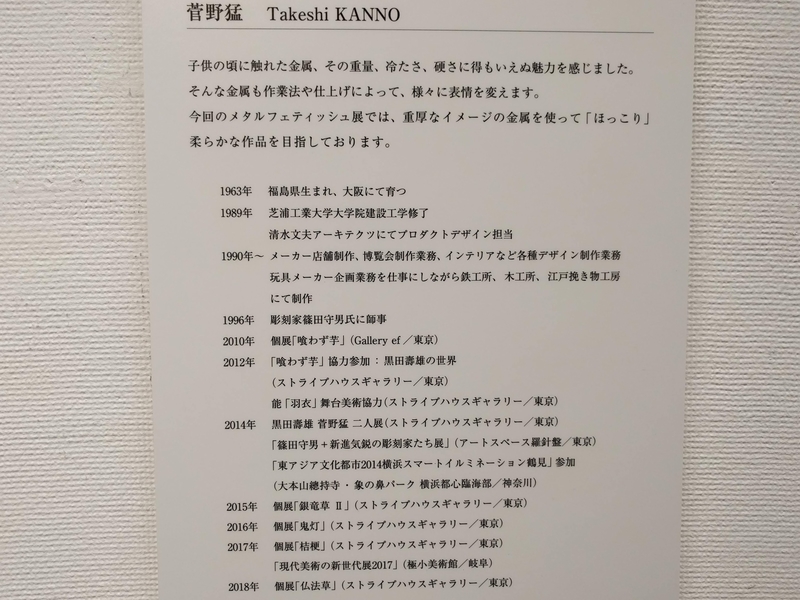 菅野猛 Takeshi KANNO
子供の頃に触れた金属、その重量、冷たさ、硬さに得もいえぬ魅力を感じました。
そんな金属も作業法や仕上げによって、様々に表情を変えます。
今回のメタルフェティッシュ展では、重厚なイメージの金属を使って「ほっこり」
柔らかな作品を目指しております。
1963年 福島県生まれ、大阪にて育つ
1989年 芝浦工業大学大学院建設工学修了
清水文夫アーキテクツにてプロダクトデザイン担当
1990年〜 メーカー店舗制作、博覧会制作業務、インテリアなど各種デザイン制作業務
玩具メーカー企画業務を仕事にしながら鉄工所、木工所、江戸挽き物工房
にて制作
1996年 彫刻家篠田守男氏に師事
2010年 個展「喰わず芋」（Gallery ef／東京）
2012年 「喰わず芋」協力参加：黒田壽雄の世界
（ストライプハウスギャラリー／東京）
能「羽衣」舞台美術協力（ストライプハウスギャラリー／東京）
2014年 黒田壽雄 菅野猛 二人展（ストライプハウスギャラリー／東京）
「篠田守男＋新進気鋭の彫刻家たち展」（アートスペース羅針盤／東京）
「東アジア文化都市2014横浜スマートイルミネーション鶴見」参加
（大本山總持寺・象の鼻パーク 横浜都心臨海部／神奈川）
2015年 個展「銀竜草 Ⅱ」（ストライプハウスギャラリー／東京）
2016年 個展「鬼灯」（ストライプハウスギャラリー／東京）
2017年 個展「桔梗」（ストライプハウスギャラリー／東京）
「現代美術の新世代展2017」（極小美術館／岐阜）
2018年 個展「仏法草」（ストライプハウスギャラリー／東京）